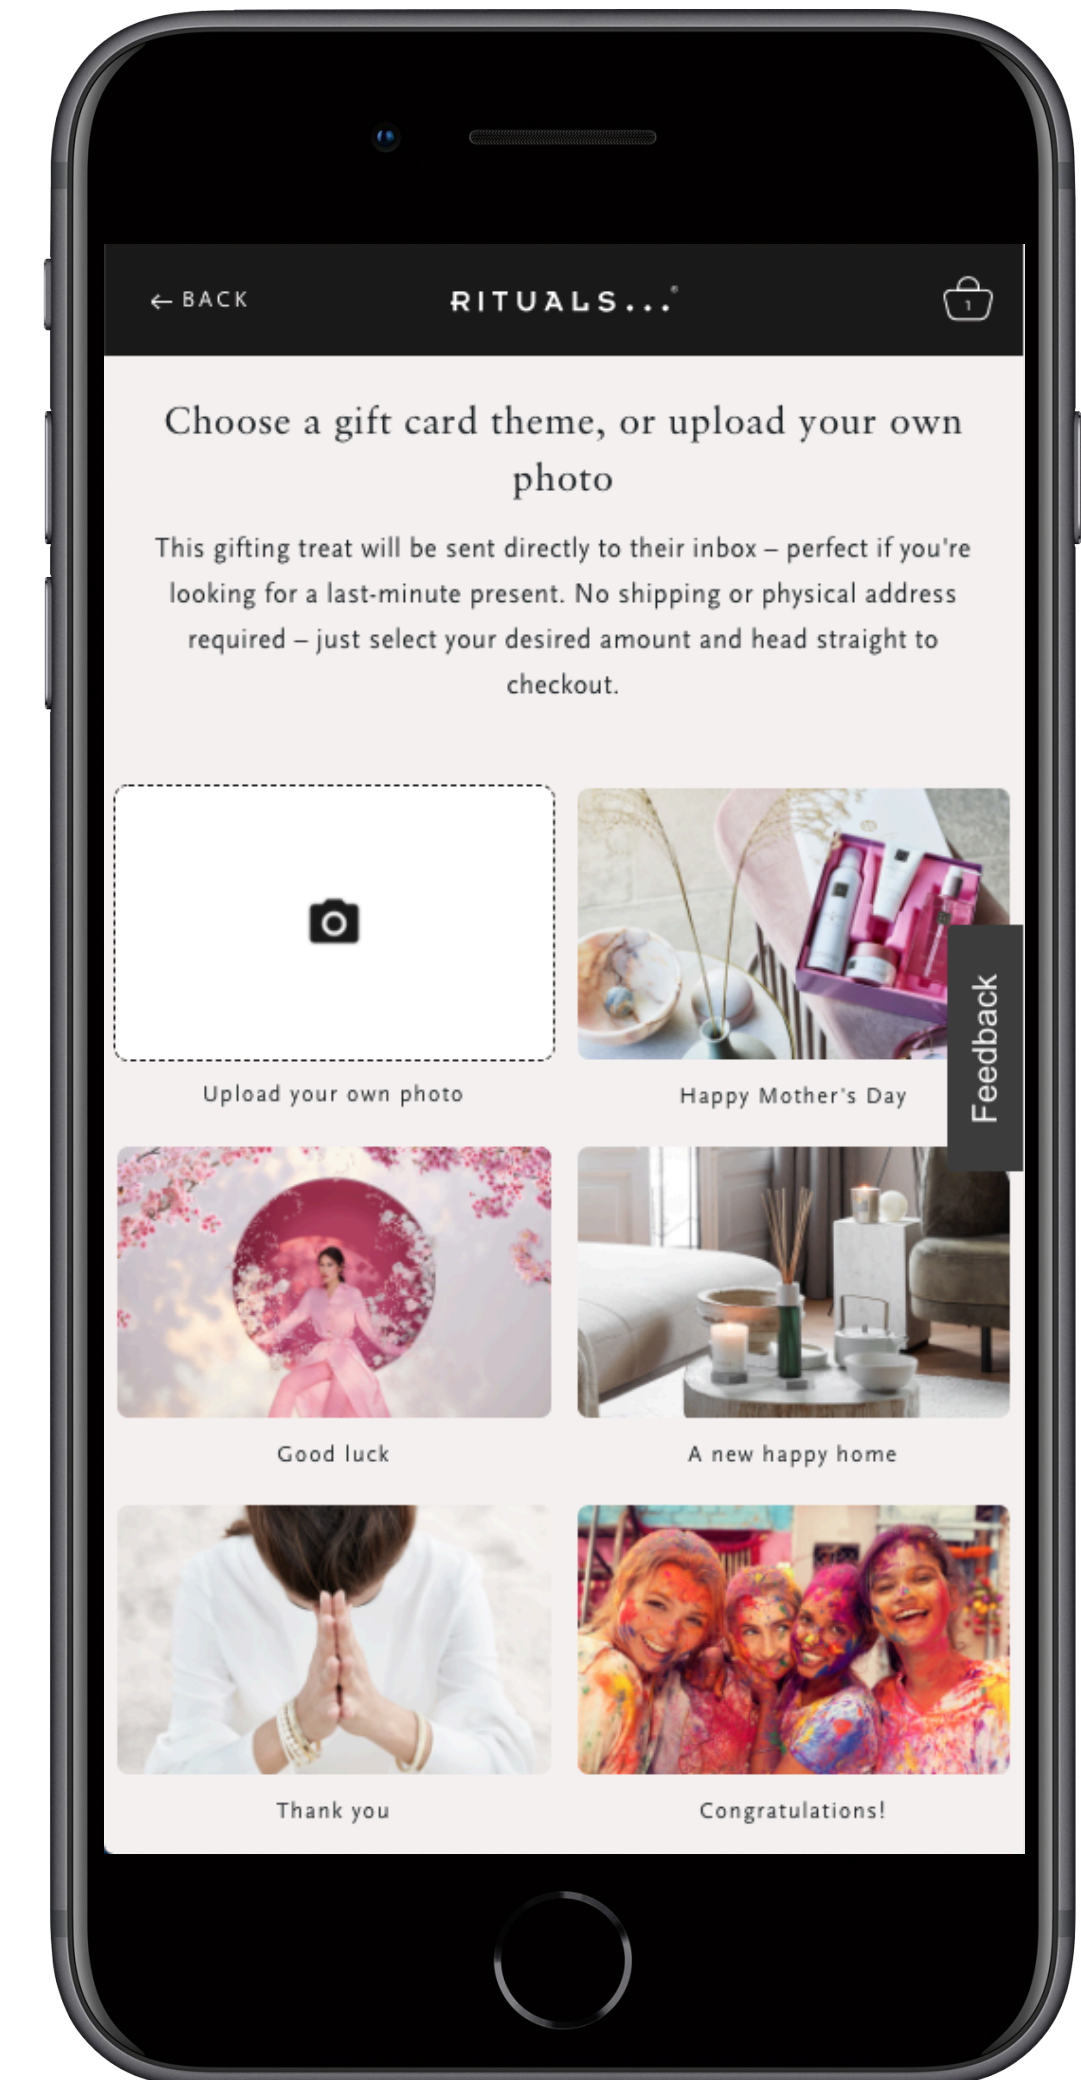 ← BACK
RITUALS...®
1
Choose a gift card theme, or upload your own
photo
This gifting treat will be sent directly to their inbox – perfect if you're
looking for a last-minute present. No shipping or physical address
required – just select your desired amount and head straight to
checkout.
Upload your own photo
Happy Mother's Day
Feedback
Good luck
A new happy home
Thank you
Congratulations!